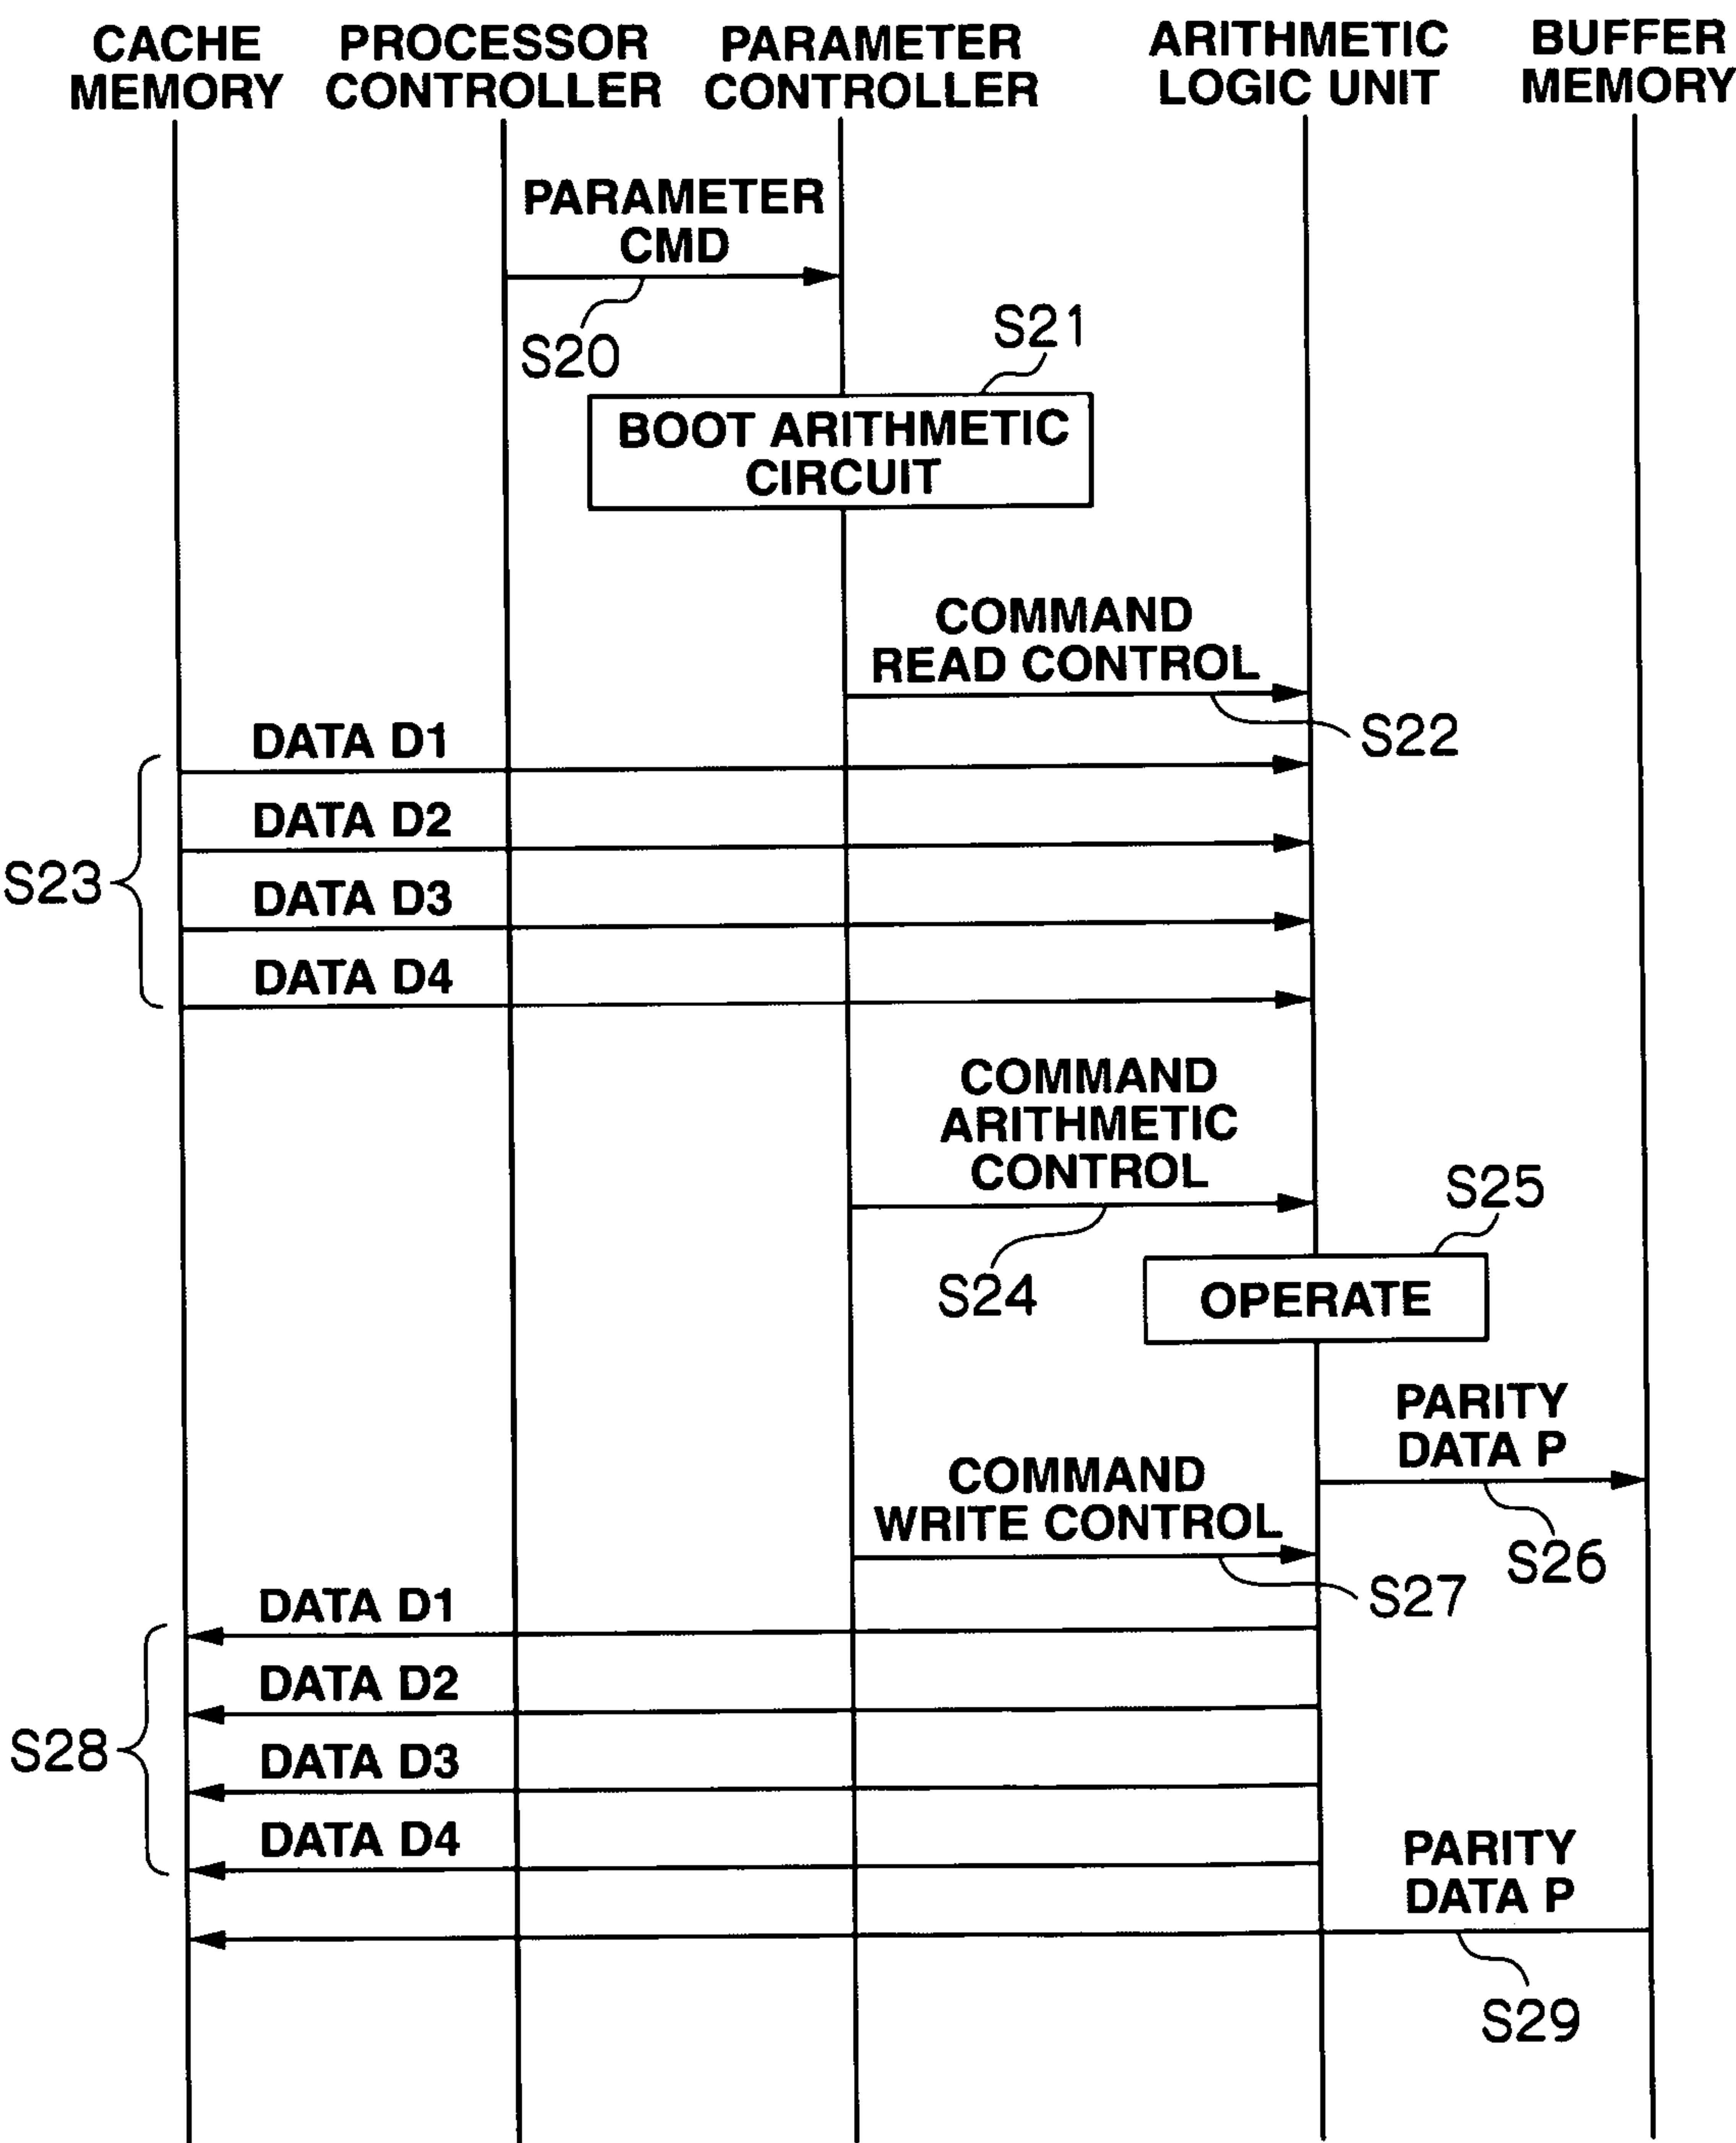 CACHE
MEMORY
PROCESSOR
CONTROLLER
PARAMETER
CONTROLLER
ARITHMETIC
LOGIC UNIT
BUFFER
MEMORY
PARAMETER
CMD
S20
S21
BOOT ARITHMETIC
CIRCUIT
COMMAND
READ CONTROL
S22
DATA D1
DATA D2
S23
DATA D3
DATA D4
COMMAND
ARITHMETIC
CONTROL
S24
S25
OPERATE
PARITY
DATA P
S26
COMMAND
WRITE CONTROL
S27
DATA D1
DATA D2
S28
DATA D3
DATA D4
PARITY
DATA P
S29